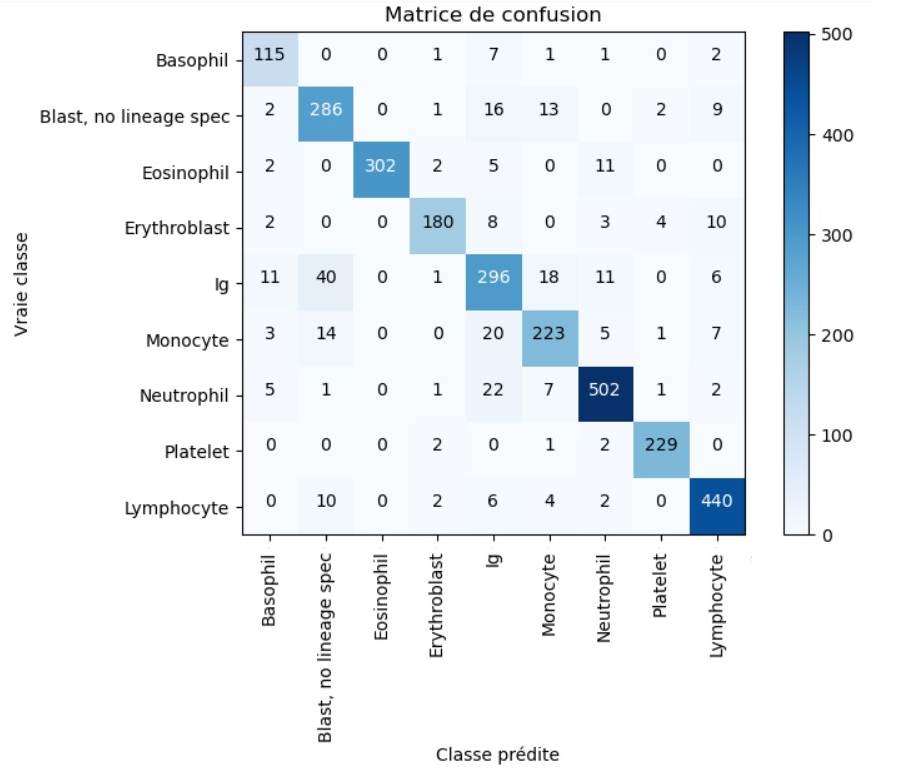 Matrice de confusion
Basophil 115 0 0 1 7 1 1 0 2
Blast, no lineage spec 2 286 0 1 16 13 0 2 9
Eosinophil 2 0 302 2 5 0 11 0 0
Erythroblast 2 0 0 180 8 0 3 4 10
Ig 11 40 0 1 296 18 11 0 6
Monocyte 3 14 0 0 20 223 5 1 7
Neutrophil 5 1 0 1 22 7 502 1 2
Platelet 0 0 0 2 0 1 2 229 0
Lymphocyte 0 10 0 2 6 4 2 0 440
Vraie classe
Basophil
Blast, no lineage spec
Eosinophil
Erythroblast
Ig
Monocyte
Neutrophil
Platelet
Lymphocyte
Classe prédite
500
400
300
200
100
0